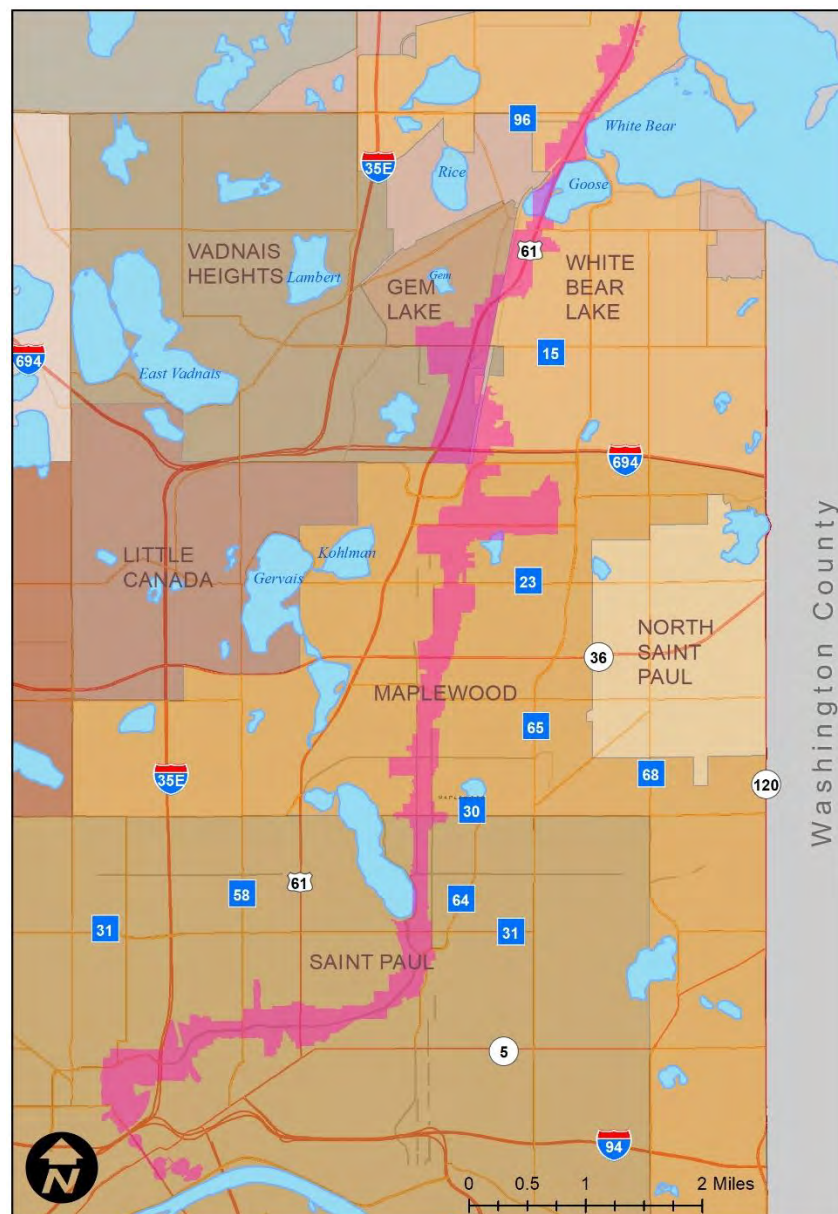 96
White Bear
35E
Rice
Goose
61
VADNAIS
HEIGHTS
Lambert
GEM
LAKE
Gem
WHITE
BEAR
LAKE
694
15
East Vadnais
694
Kohlman
LITTLE
CANADA
Gervais
23
NORTH
SAINT
PAUL
36
MAPLEWOOD
65
35E
68
120
30
Washington County
61
58
64
31
31
SAINT PAUL
5
94
N
0 0.5 1 2 Miles